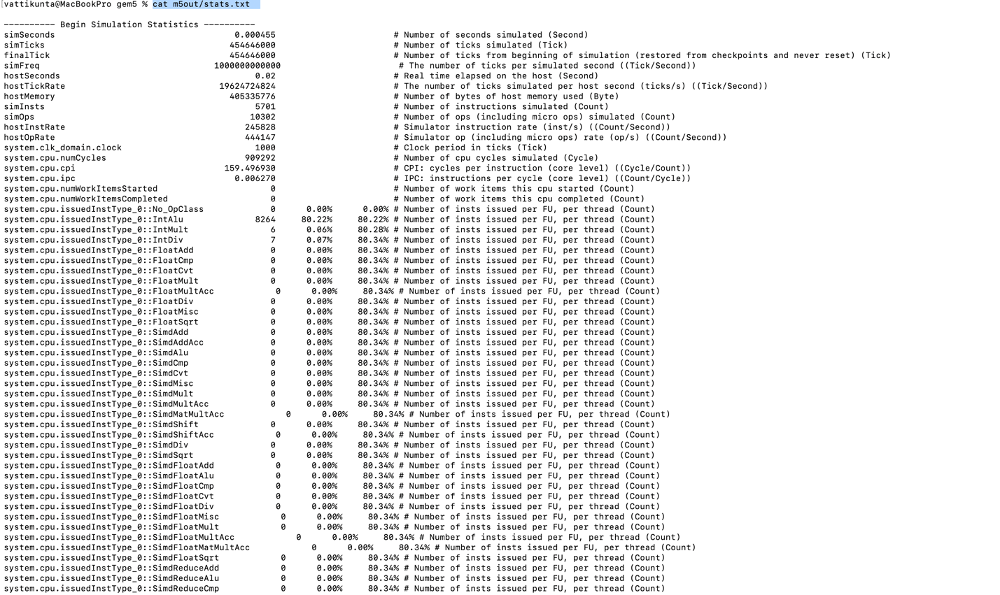 vattikunta@MacBookPro gem5 % cat m5out/stats.txt
---------- Begin Simulation Statistics ----------
simSeconds 0.000455 # Number of seconds simulated (Second)
simTicks 454646000 # Number of ticks simulated (Tick)
finalTick 454646000 # Number of ticks from beginning of simulation (restored from checkpoints and never reset) (Tick)
simFreq 1000000000000 # The number of ticks per simulated second ((Tick/Second))
hostSeconds 0.02 # Real time elapsed on the host (Second)
hostTickRate 19624724824 # The number of ticks simulated per host second (ticks/s) ((Tick/Second))
hostMemory 405335776 # Number of bytes of host memory used (Byte)
simInsts 5701 # Number of instructions simulated (Count)
simOps 10302 # Number of ops (including micro ops) simulated (Count)
hostInstRate 245828 # Simulator instruction rate (inst/s) ((Count/Second))
hostOpRate 444147 # Simulator op (including micro ops) rate (op/s) ((Count/Second))
system.clk_domain.clock 1000 # Clock period in ticks (Tick)
system.cpu.numCycles 909292 # Number of cpu cycles simulated (Cycle)
system.cpu.cpi 159.496930 # CPI: cycles per instruction (core level) ((Cycle/Count))
system.cpu.ipc 0.006270 # IPC: instructions per cycle (core level) ((Count/Cycle))
system.cpu.numWorkItemsStarted 0 # Number of work items this cpu started (Count)
system.cpu.numWorkItemsCompleted 0 # Number of work items this cpu completed (Count)
system.cpu.issuedInstType_0::No_OpClass 0 0.00% 0.00% # Number of insts issued per FU, per thread (Count)
system.cpu.issuedInstType_0::IntAlu 8264 80.22% 80.22% # Number of insts issued per FU, per thread (Count)
system.cpu.issuedInstType_0::IntMult 6 0.06% 80.28% # Number of insts issued per FU, per thread (Count)
system.cpu.issuedInstType_0::IntDiv 7 0.07% 80.34% # Number of insts issued per FU, per thread (Count)
system.cpu.issuedInstType_0::FloatAdd 0 0.00% 80.34% # Number of insts issued per FU, per thread (Count)
system.cpu.issuedInstType_0::FloatCmp 0 0.00% 80.34% # Number of insts issued per FU, per thread (Count)
system.cpu.issuedInstType_0::FloatCvt 0 0.00% 80.34% # Number of insts issued per FU, per thread (Count)
system.cpu.issuedInstType_0::FloatMult 0 0.00% 80.34% # Number of insts issued per FU, per thread (Count)
system.cpu.issuedInstType_0::FloatMultAcc 0 0.00% 80.34% # Number of insts issued per FU, per thread (Count)
system.cpu.issuedInstType_0::FloatDiv 0 0.00% 80.34% # Number of insts issued per FU, per thread (Count)
system.cpu.issuedInstType_0::FloatMisc 0 0.00% 80.34% # Number of insts issued per FU, per thread (Count)
system.cpu.issuedInstType_0::FloatSqrt 0 0.00% 80.34% # Number of insts issued per FU, per thread (Count)
system.cpu.issuedInstType_0::SimdAdd 0 0.00% 80.34% # Number of insts issued per FU, per thread (Count)
system.cpu.issuedInstType_0::SimdAddAcc 0 0.00% 80.34% # Number of insts issued per FU, per thread (Count)
system.cpu.issuedInstType_0::SimdAlu 0 0.00% 80.34% # Number of insts issued per FU, per thread (Count)
system.cpu.issuedInstType_0::SimdCmp 0 0.00% 80.34% # Number of insts issued per FU, per thread (Count)
system.cpu.issuedInstType_0::SimdCvt 0 0.00% 80.34% # Number of insts issued per FU, per thread (Count)
system.cpu.issuedInstType_0::SimdMisc 0 0.00% 80.34% # Number of insts issued per FU, per thread (Count)
system.cpu.issuedInstType_0::SimdMult 0 0.00% 80.34% # Number of insts issued per FU, per thread (Count)
system.cpu.issuedInstType_0::SimdMultAcc 0 0.00% 80.34% # Number of insts issued per FU, per thread (Count)
system.cpu.issuedInstType_0::SimdMatMultAcc 0 0.00% 80.34% # Number of insts issued per FU, per thread (Count)
system.cpu.issuedInstType_0::SimdShift 0 0.00% 80.34% # Number of insts issued per FU, per thread (Count)
system.cpu.issuedInstType_0::SimdShiftAcc 0 0.00% 80.34% # Number of insts issued per FU, per thread (Count)
system.cpu.issuedInstType_0::SimdDiv 0 0.00% 80.34% # Number of insts issued per FU, per thread (Count)
system.cpu.issuedInstType_0::SimdSqrt 0 0.00% 80.34% # Number of insts issued per FU, per thread (Count)
system.cpu.issuedInstType_0::SimdFloatAdd 0 0.00% 80.34% # Number of insts issued per FU, per thread (Count)
system.cpu.issuedInstType_0::SimdFloatAlu 0 0.00% 80.34% # Number of insts issued per FU, per thread (Count)
system.cpu.issuedInstType_0::SimdFloatCmp 0 0.00% 80.34% # Number of insts issued per FU, per thread (Count)
system.cpu.issuedInstType_0::SimdFloatCvt 0 0.00% 80.34% # Number of insts issued per FU, per thread (Count)
system.cpu.issuedInstType_0::SimdFloatDiv 0 0.00% 80.34% # Number of insts issued per FU, per thread (Count)
system.cpu.issuedInstType_0::SimdFloatMisc 0 0.00% 80.34% # Number of insts issued per FU, per thread (Count)
system.cpu.issuedInstType_0::SimdFloatMult 0 0.00% 80.34% # Number of insts issued per FU, per thread (Count)
system.cpu.issuedInstType_0::SimdFloatMultAcc 0 0.00% 80.34% # Number of insts issued per FU, per thread (Count)
system.cpu.issuedInstType_0::SimdFloatMatMultAcc 0 0.00% 80.34% # Number of insts issued per FU, per thread (Count)
system.cpu.issuedInstType_0::SimdFloatSqrt 0 0.00% 80.34% # Number of insts issued per FU, per thread (Count)
system.cpu.issuedInstType_0::SimdReduceAdd 0 0.00% 80.34% # Number of insts issued per FU, per thread (Count)
system.cpu.issuedInstType_0::SimdReduceAlu 0 0.00% 80.34% # Number of insts issued per FU, per thread (Count)
system.cpu.issuedInstType_0::SimdReduceCmp 0 0.00% 80.34% # Number of insts issued per FU, per thread (Count)